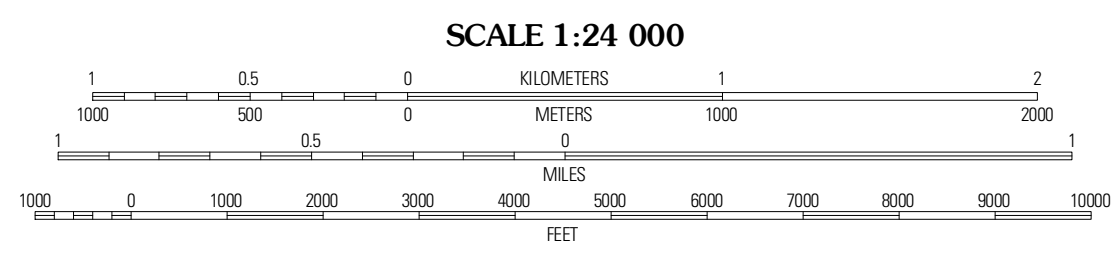 SCALE 1:24 000
1 0.5 0 KILOMETERS 1 2
1000 500 0 METERS 1000 2000
1 0.5 0 1
MILES
1000 0 1000 2000 3000 4000 5000 6000 7000 8000 9000 10000
FEET